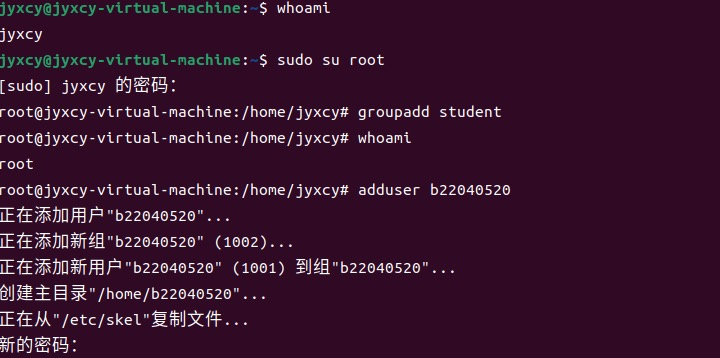 jyxcy@jyxcy-virtual-machine:~$ whoami
jyxcy
jyxcy@jyxcy-virtual-machine:~$ sudo su root
[sudo] jyxcy 的密码：
root@jyxcy-virtual-machine:/home/jyxcy# groupadd student
root@jyxcy-virtual-machine:/home/jyxcy# whoami
root
root@jyxcy-virtual-machine:/home/jyxcy# adduser b22040520
正在添加用户"b22040520"...
正在添加新组"b22040520" (1002)...
正在添加新用户"b22040520" (1001) 到组"b22040520"...
创建主目录"/home/b22040520"...
正在从"/etc/skel"复制文件...
新的密码：